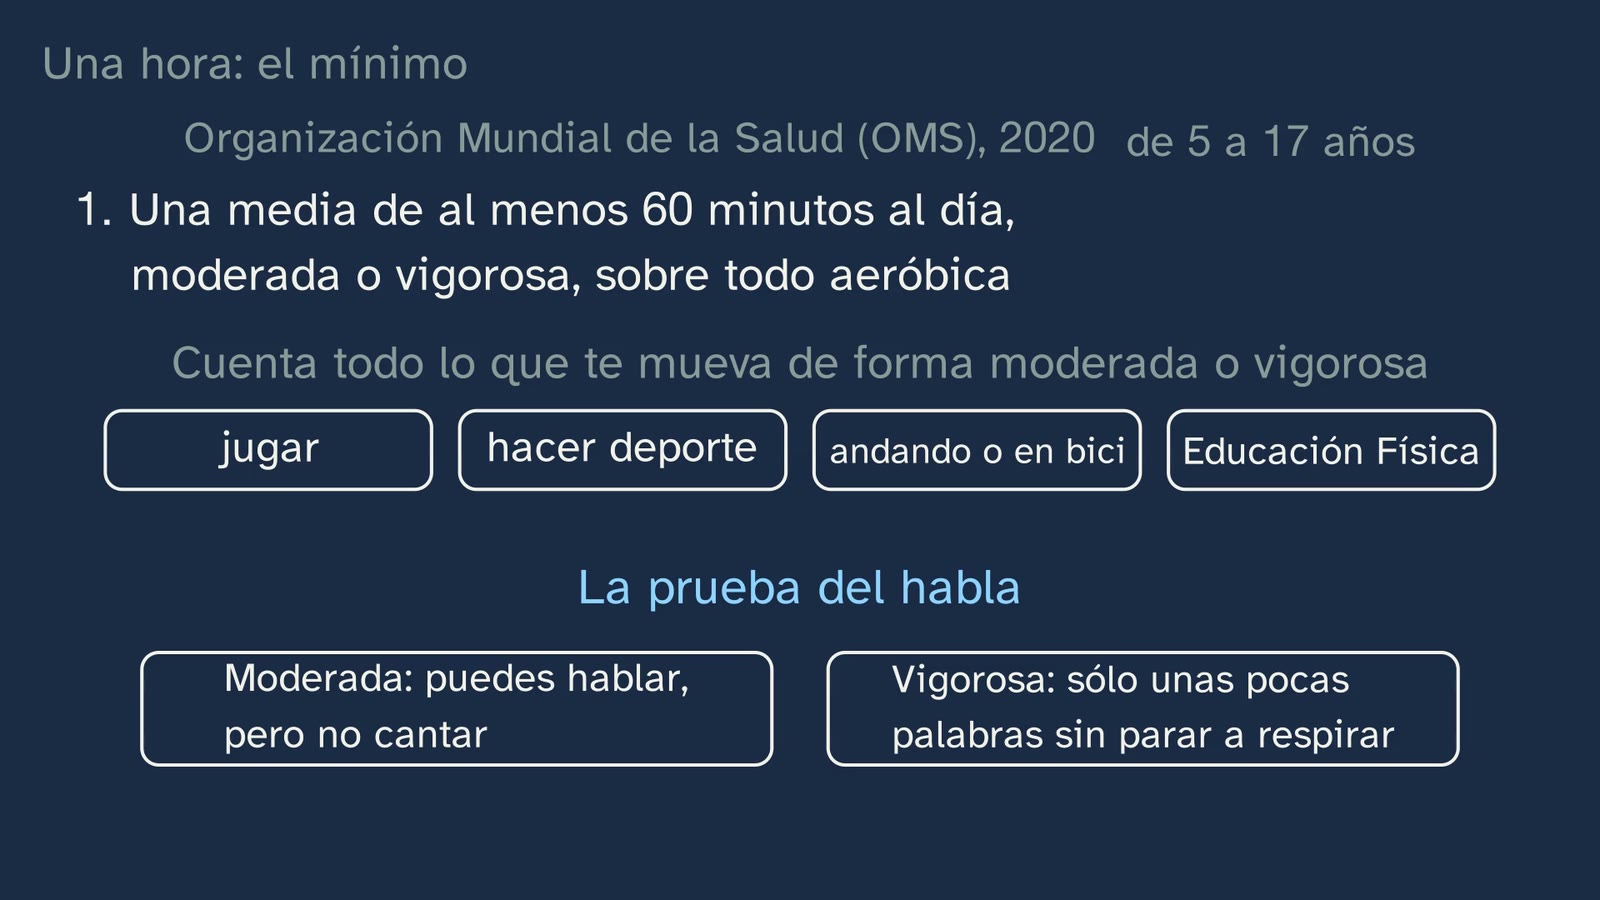 Una hora: el mínimo
Organización Mundial de la Salud (OMS), 2020 de 5 a 17 años
1. Una media de al menos 60 minutos al día,
moderada o vigorosa, sobre todo aeróbica
Cuenta todo lo que te mueva de forma moderada o vigorosa
jugar
hacer deporte
andando o en bici
Educación Física
La prueba del habla
Moderada: puedes hablar,
pero no cantar
Vigorosa: sólo unas pocas
palabras sin parar a respirar